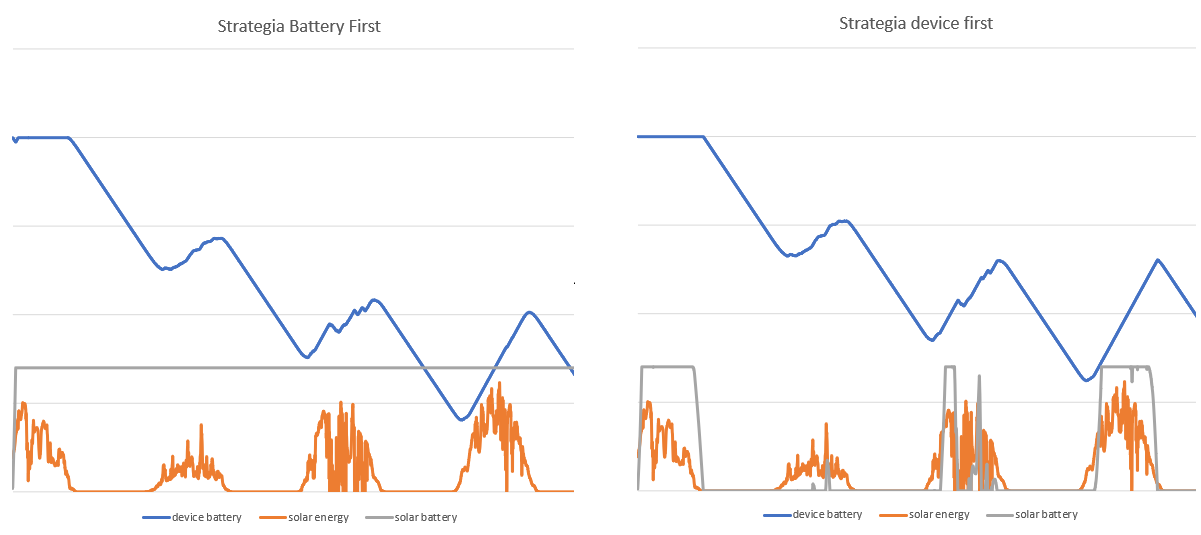 Strategia Battery First
device battery solar energy solar battery
Strategia device first
device battery solar energy solar battery